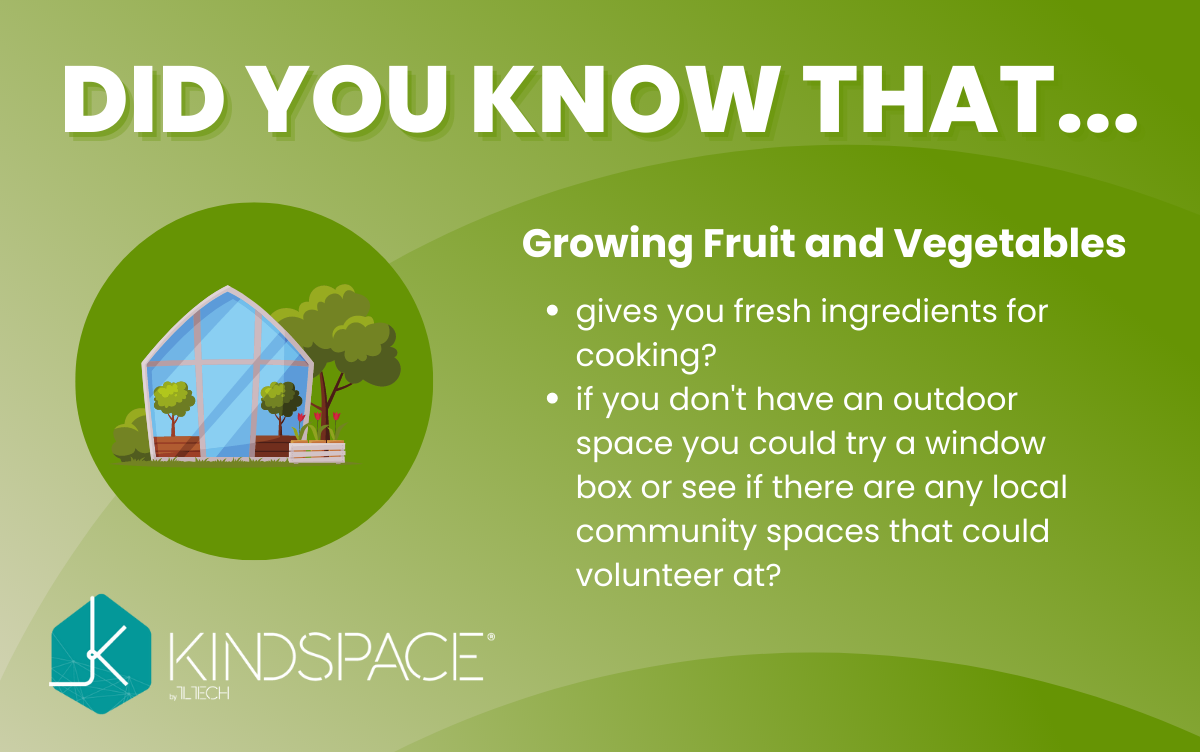 DID YOU KNOW THAT...
Growing Fruit and Vegetables
• gives you fresh ingredients for
cooking?
• if you don't have an outdoor
space you could try a window
box or see if there are any local
community spaces that could
volunteer at?
KINDSPACE®
by TLTECH